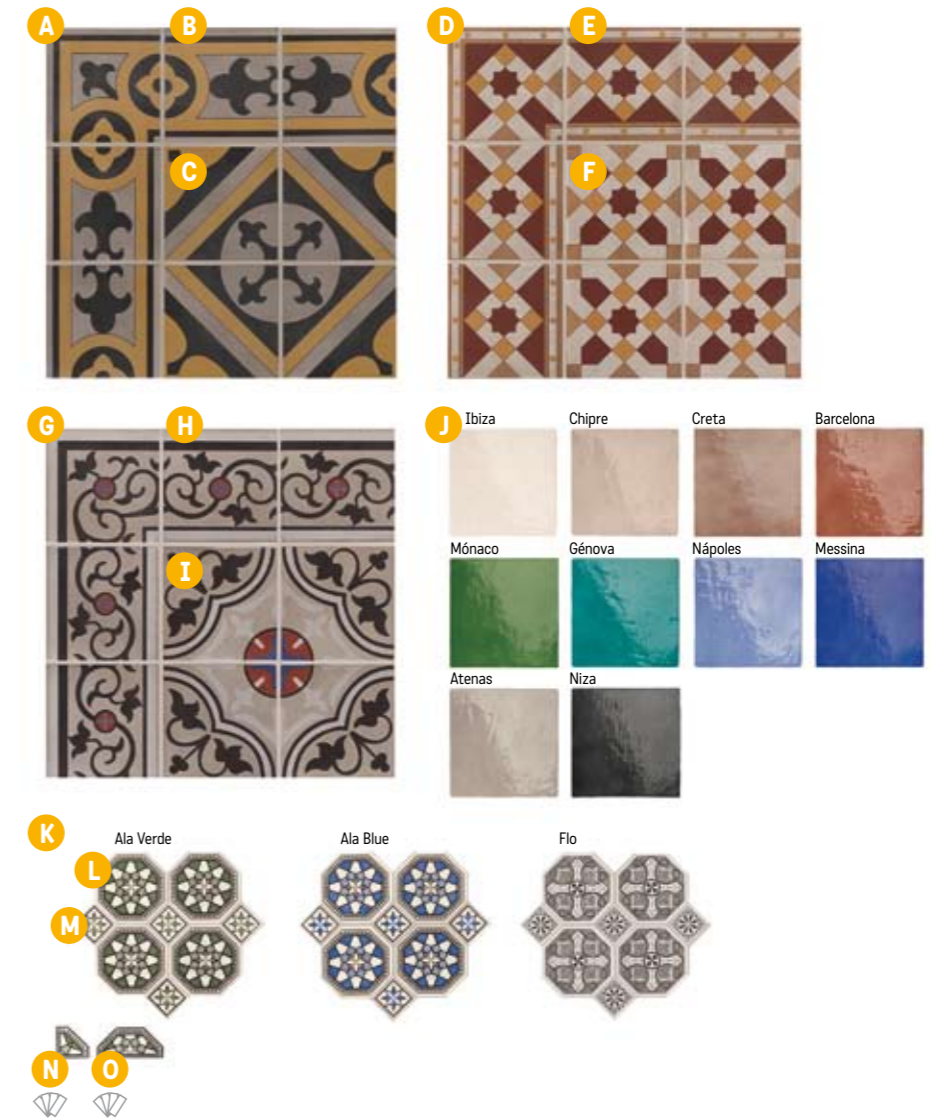 A B D E
C F
G H J Ibiza Chipre Creta Barcelona
Mónaco Génova Nápoles Messina
I
Atenas Niza
K Ala Verde Ala Blue Flo
L
M
N O